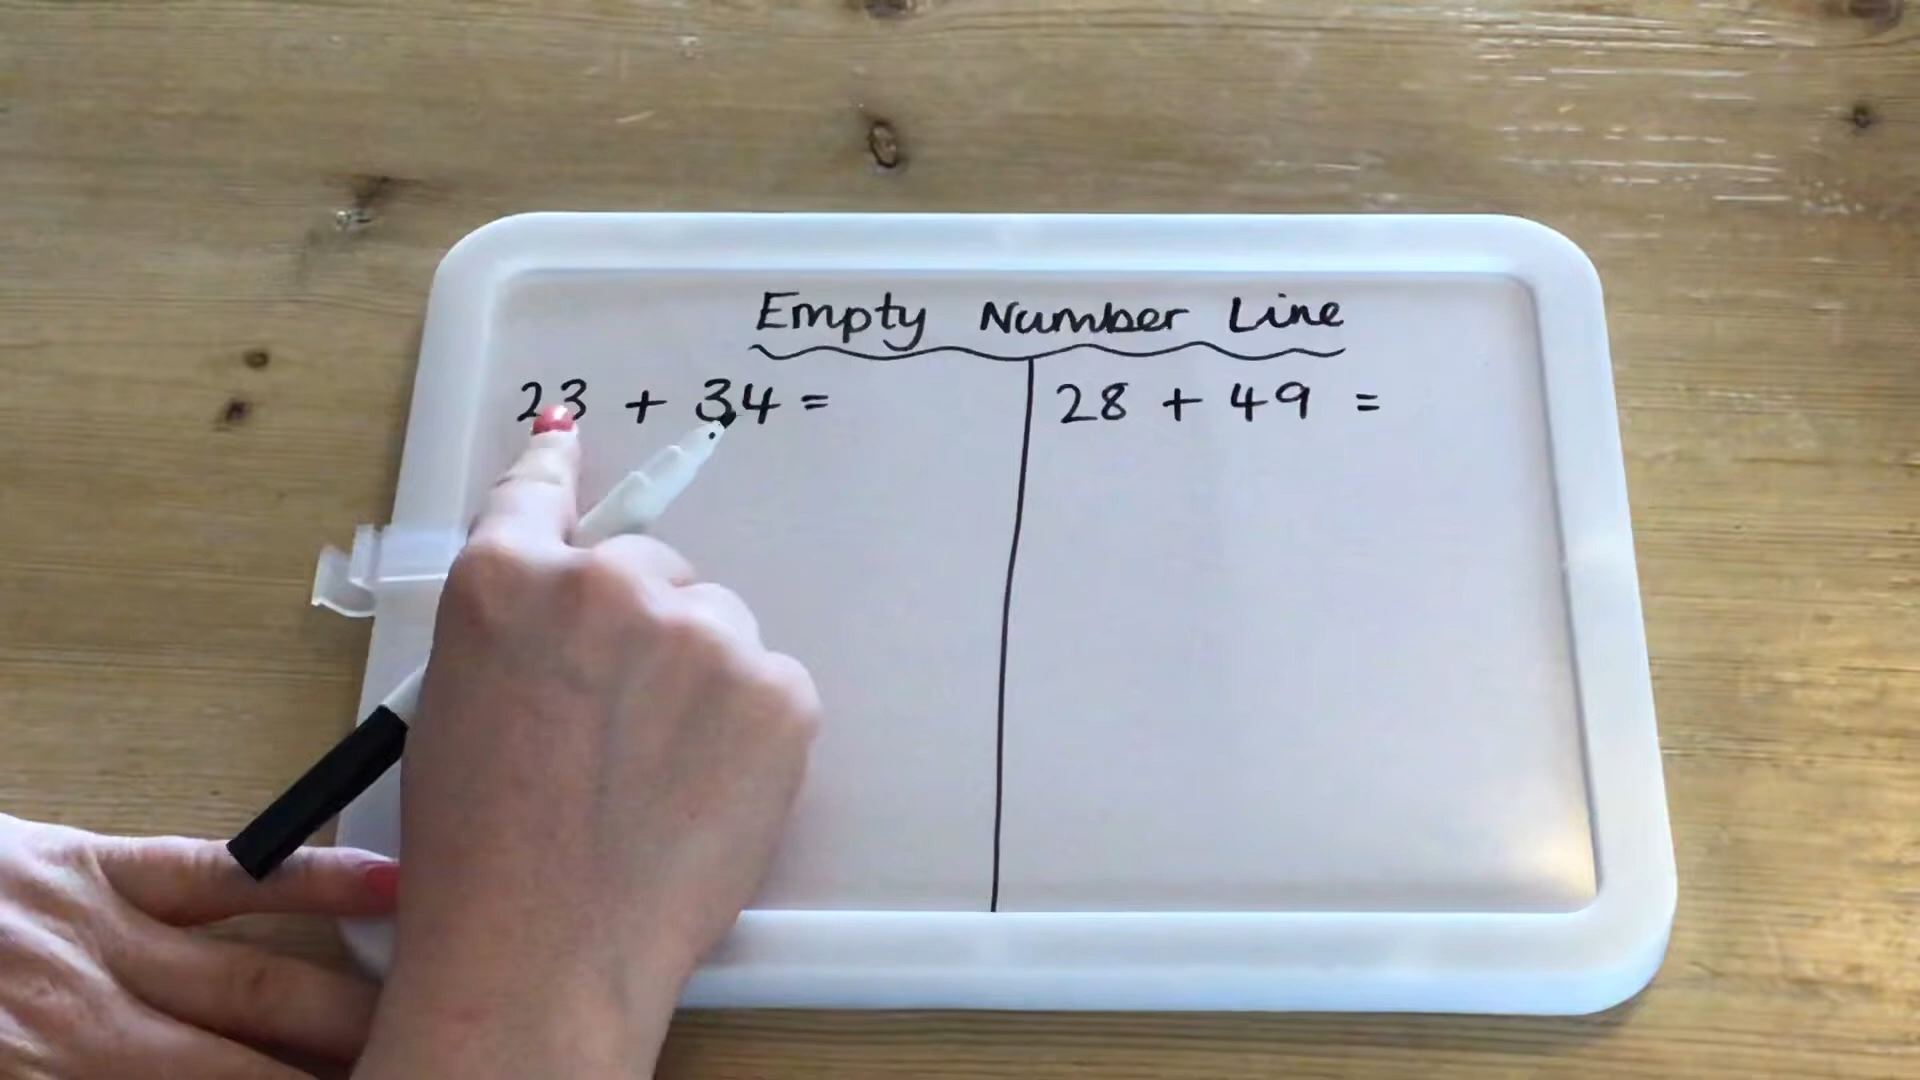 Empty Number Line
23 + 34 =
28 + 49 =